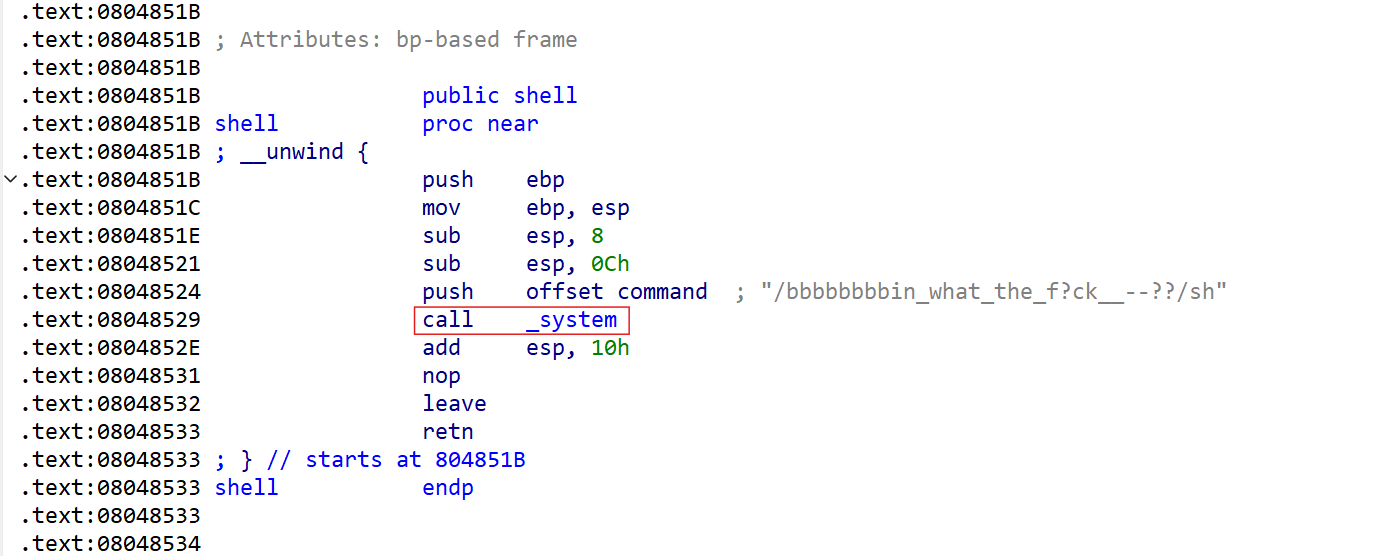 .text:0804851B
.text:0804851B ; Attributes: bp-based frame
.text:0804851B
.text:0804851B public shell
.text:0804851B shell proc near
.text:0804851B ; __unwind {
.text:0804851B push ebp
.text:0804851C mov ebp, esp
.text:0804851E sub esp, 8
.text:08048521 sub esp, 0Ch
.text:08048524 push offset command ; "/bbbbbbbbin_what_the_f?ck__--??/sh"
.text:08048529 call _system
.text:0804852E add esp, 10h
.text:08048531 nop
.text:08048532 leave
.text:08048533 retn
.text:08048533 ; } // starts at 804851B
.text:08048533 shell endp
.text:08048533
.text:08048534